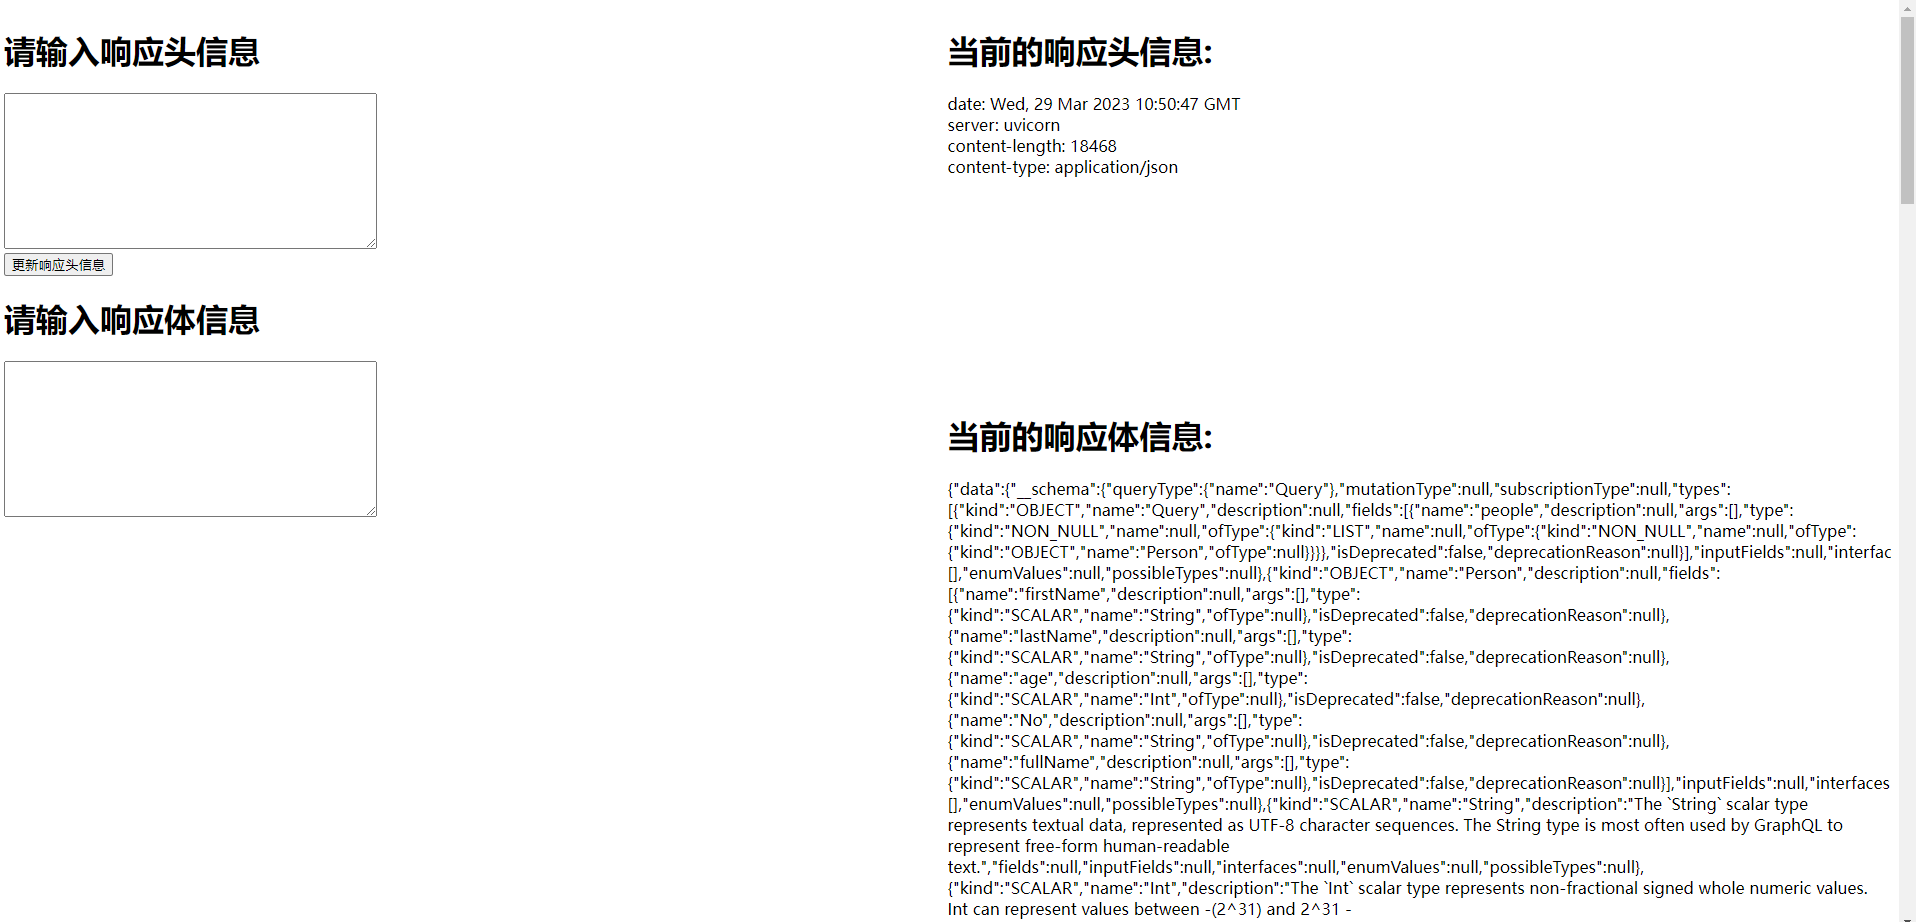 请输入响应头信息
更新响应头信息
请输入响应体信息
当前的响应头信息:
date: Wed, 29 Mar 2023 10:50:47 GMT
server: uvicorn
content-length: 18468
content-type: application/json
当前的响应体信息:
{"data":{"__schema":{"queryType":{"name":"Query"},"mutationType":null,"subscriptionType":null,"types":
[{"kind":"OBJECT","name":"Query","description":null,"fields":[{"name":"people","description":null,"args":[],"type":
{"kind":"NON_NULL","name":null,"ofType":{"kind":"LIST","name":null,"ofType":{"kind":"NON_NULL","name":null,"ofType":
{"kind":"OBJECT","name":"Person","ofType":null}}}},"isDeprecated":false,"deprecationReason":null}],"inputFields":null,"interfac
[],"enumValues":null,"possibleTypes":null},{"kind":"OBJECT","name":"Person","description":null,"fields":
[{"name":"firstName","description":null,"args":[],"type":
{"kind":"SCALAR","name":"String","ofType":null},"isDeprecated":false,"deprecationReason":null},
{"name":"lastName","description":null,"args":[],"type":
{"kind":"SCALAR","name":"String","ofType":null},"isDeprecated":false,"deprecationReason":null},
{"name":"age","description":null,"args":[],"type":
{"kind":"SCALAR","name":"Int","ofType":null},"isDeprecated":false,"deprecationReason":null},
{"name":"No","description":null,"args":[],"type":
{"kind":"SCALAR","name":"String","ofType":null},"isDeprecated":false,"deprecationReason":null},
{"name":"fullName","description":null,"args":[],"type":
{"kind":"SCALAR","name":"String","ofType":null},"isDeprecated":false,"deprecationReason":null}],"inputFields":null,"interfaces
[],"enumValues":null,"possibleTypes":null},{"kind":"SCALAR","name":"String","description":"The `String` scalar type
represents textual data, represented as UTF-8 character sequences. The String type is most often used by GraphQL to
represent free-form human-readable
text.","fields":null,"inputFields":null,"interfaces":null,"enumValues":null,"possibleTypes":null},
{"kind":"SCALAR","name":"Int","description":"The `Int` scalar type represents non-fractional signed whole numeric values.
Int can represent values between -(2^31) and 2^31 -